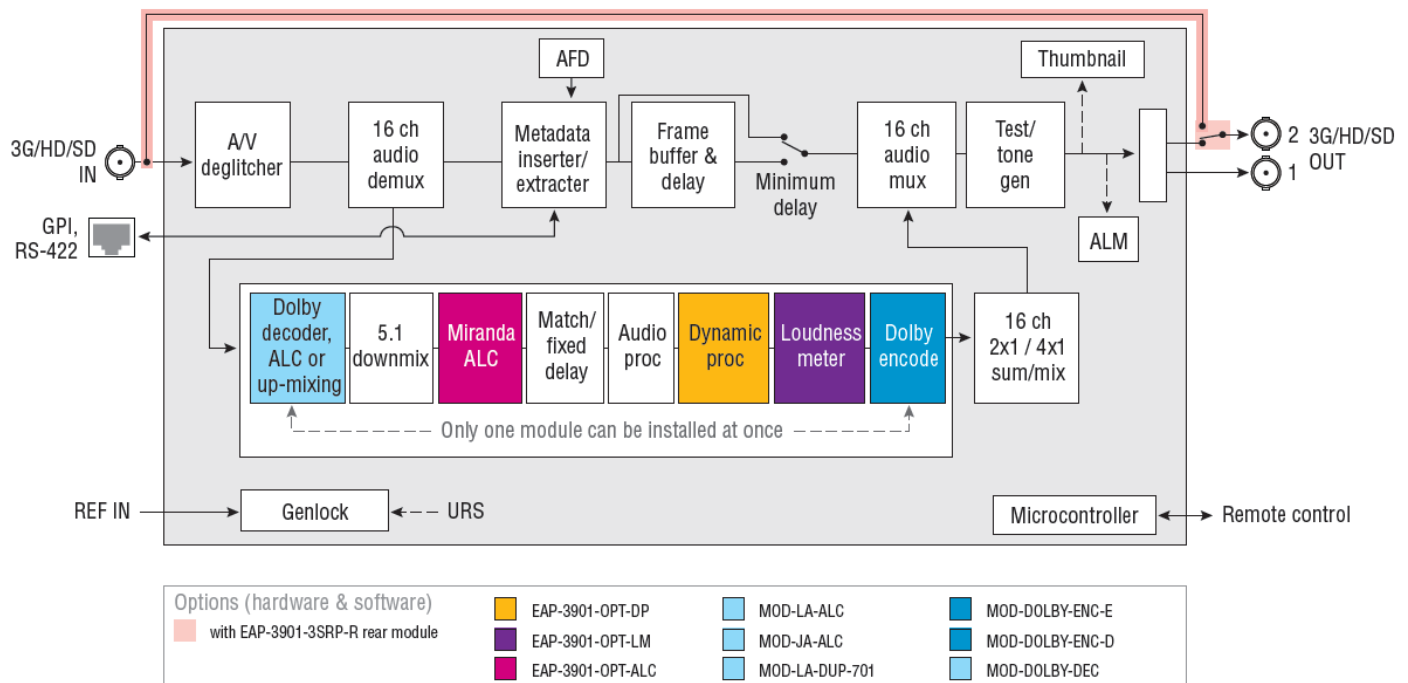 AFD
Thumbnail
3G/HD/SD
IN
A/V
deglitcher
16 ch
audio
demux
Metadata
inserter/
extracter
Frame
buffer &
delay
Minimum
delay
16 ch
audio
mux
Test/
tone
gen
2
1
3G/HD/SD
OUT
GPI,
RS-422
ALM
Dolby
decoder,
ALC or
up-mixing
5.1
downmix
Miranda
ALC
Match/
fixed
delay
Audio
proc
Dynamic
proc
Loudness
meter
Dolby
encode
16 ch
2x1 / 4x1
sum/mix
Only one module can be installed at once
REF IN
Genlock
URS
Microcontroller
Remote control
Options (hardware & software)
with EAP-3901-3SRP-R rear module
EAP-3901-OPT-DP
EAP-3901-OPT-LM
EAP-3901-OPT-ALC
MOD-LA-ALC
MOD-JA-ALC
MOD-LA-DUP-701
MOD-DOLBY-ENC-E
MOD-DOLBY-ENC-D
MOD-DOLBY-DEC